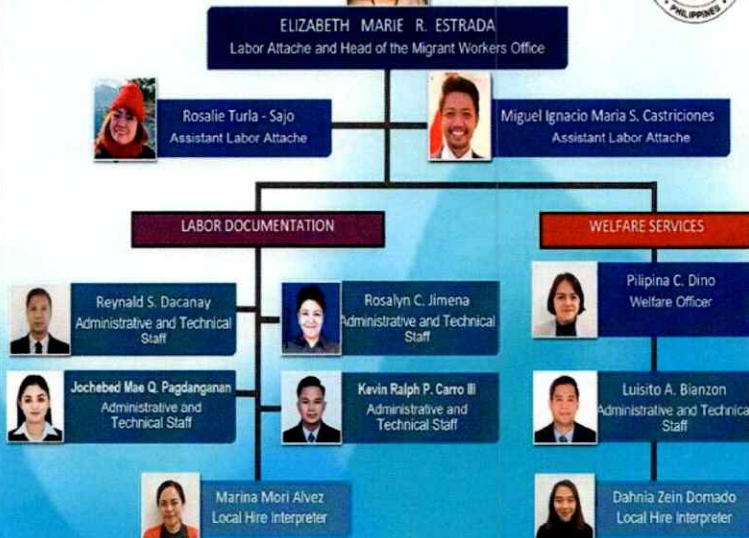 PHILIPPINES
ELIZABETH MARIE R. ESTRADA
Labor Attache and Head of the Migrant Workers Office
Rosalie Turla - Sajo
Assistant Labor Attache
Miguel Ignacio Maria S. Castriciones
Assistant Labor Attache
LABOR DOCUMENTATION
WELFARE SERVICES
Reynald S. Dacanay
Administrative and Technical
Staff
Rosalyn C. Jimena
Administrative and Technical
Staff
Pilipina C. Dino
Welfare Officer
Jochebed Mae Q. Pagdanganan
Administrative and
Technical Staff
Kevin Ralph P. Carro III
Administrative and
Technical Staff
Luisito A. Bianzon
Administrative and Technical
Staff
Marina Mori Alvez
Local Hire Interpreter
Dahnia Zein Domado
Local Hire Interpreter